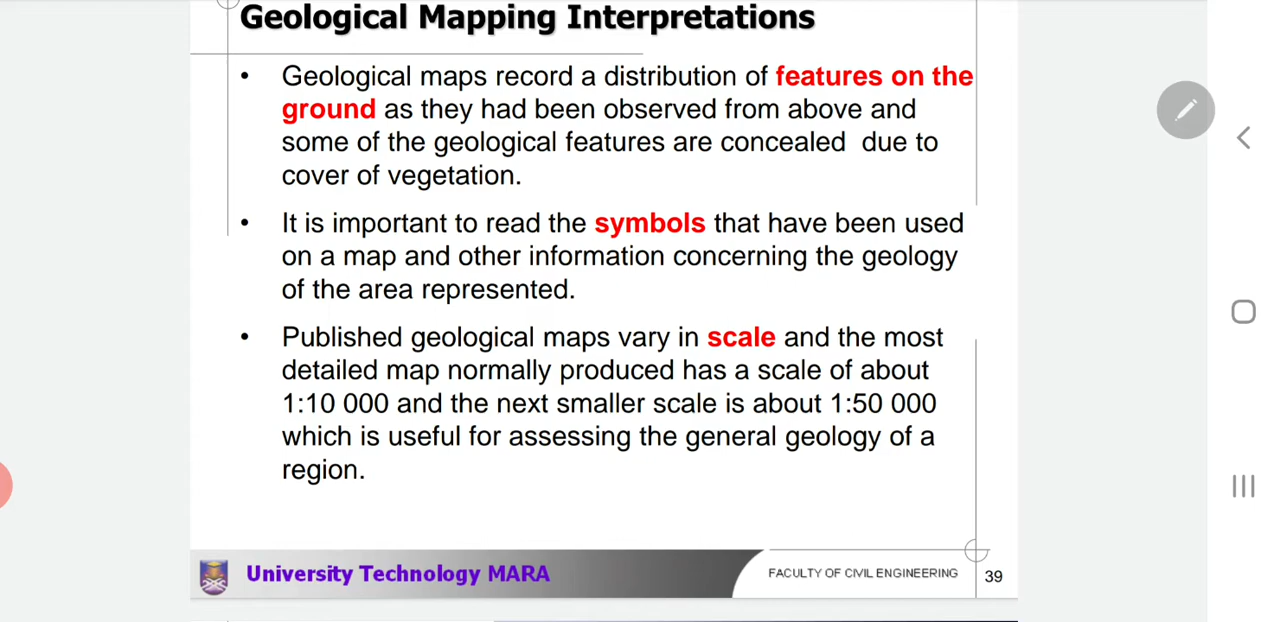 Geological Mapping Interpretations
• Geological maps record a distribution of features on the
ground as they had been observed from above and
some of the geological features are concealed due to
cover of vegetation.
• It is important to read the symbols that have been used
on a map and other information concerning the geology
of the area represented.
• Published geological maps vary in scale and the most
detailed map normally produced has a scale of about
1:10 000 and the next smaller scale is about 1:50 000
which is useful for assessing the general geology of a
region.
University Technology MARA
FACULTY OF CIVIL ENGINEERING
39